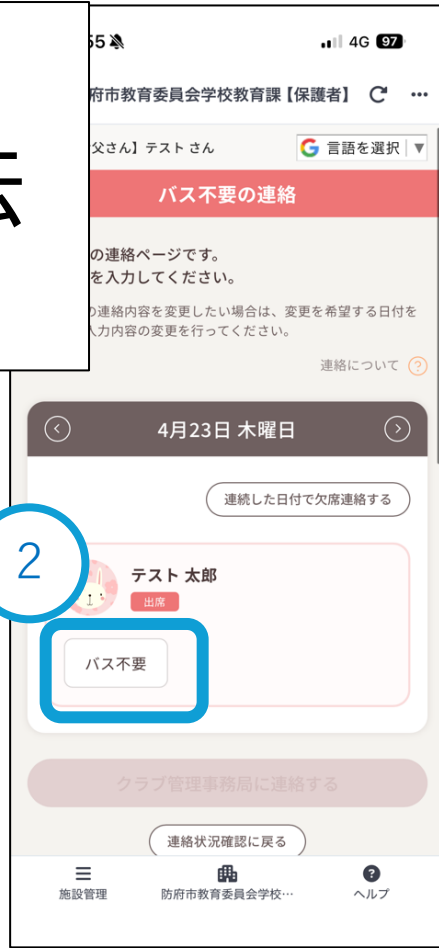 55 4G 97
府市教育委員会学校教育課【保護者】
父さん】テスト さん
言語を選択 ▼
バス不要の連絡
の連絡ページです。
を入力してください。
の連絡内容を変更したい場合は、変更を希望する日付を
入力内容の変更を行ってください。
連絡について ?
4月23日 木曜日
連続した日付で欠席連絡する
2
テスト 太郎
出席
バス不要
クラブ管理事務局に連絡する
連絡状況確認に戻る
施設管理 防府市教育委員会学校… ヘルプ